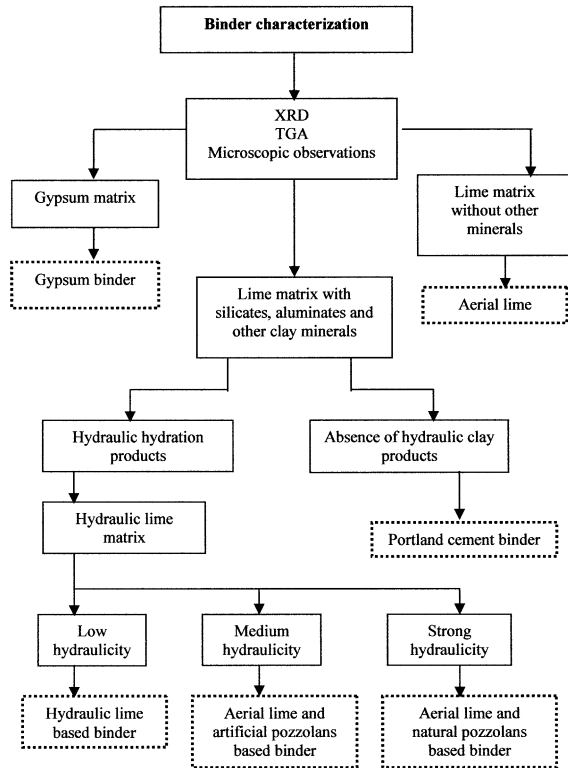 Binder characterization
XRD
TGA
Microscopic observations
Gypsum matrix
Lime matrix
without other
minerals
Gypsum binder
Aerial lime
Lime matrix with
silicates, aluminates and
other clay minerals
Hydraulic hydration
products
Absence of hydraulic clay
products
Hydraulic lime
matrix
Portland cement binder
Low
hydraulicity
Medium
hydraulicity
Strong
hydraulicity
Hydraulic lime
based binder
Aerial lime and
artificial pozzolans
based binder
Aerial lime and
natural pozzolans
based binder